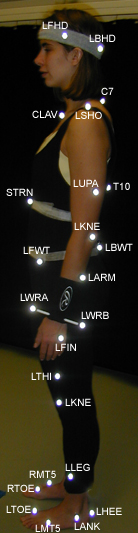 LFHD
LBHD
C7
CLAV
LSHO
LUPA
T10
STRN
LKNE
LFWT
LBWT
LARM
LWRA
LWRB
LFIN
LTHI
LKNE
LLEG
RMT5
RTOE
LTOE
LHEE
LMT5
LANK